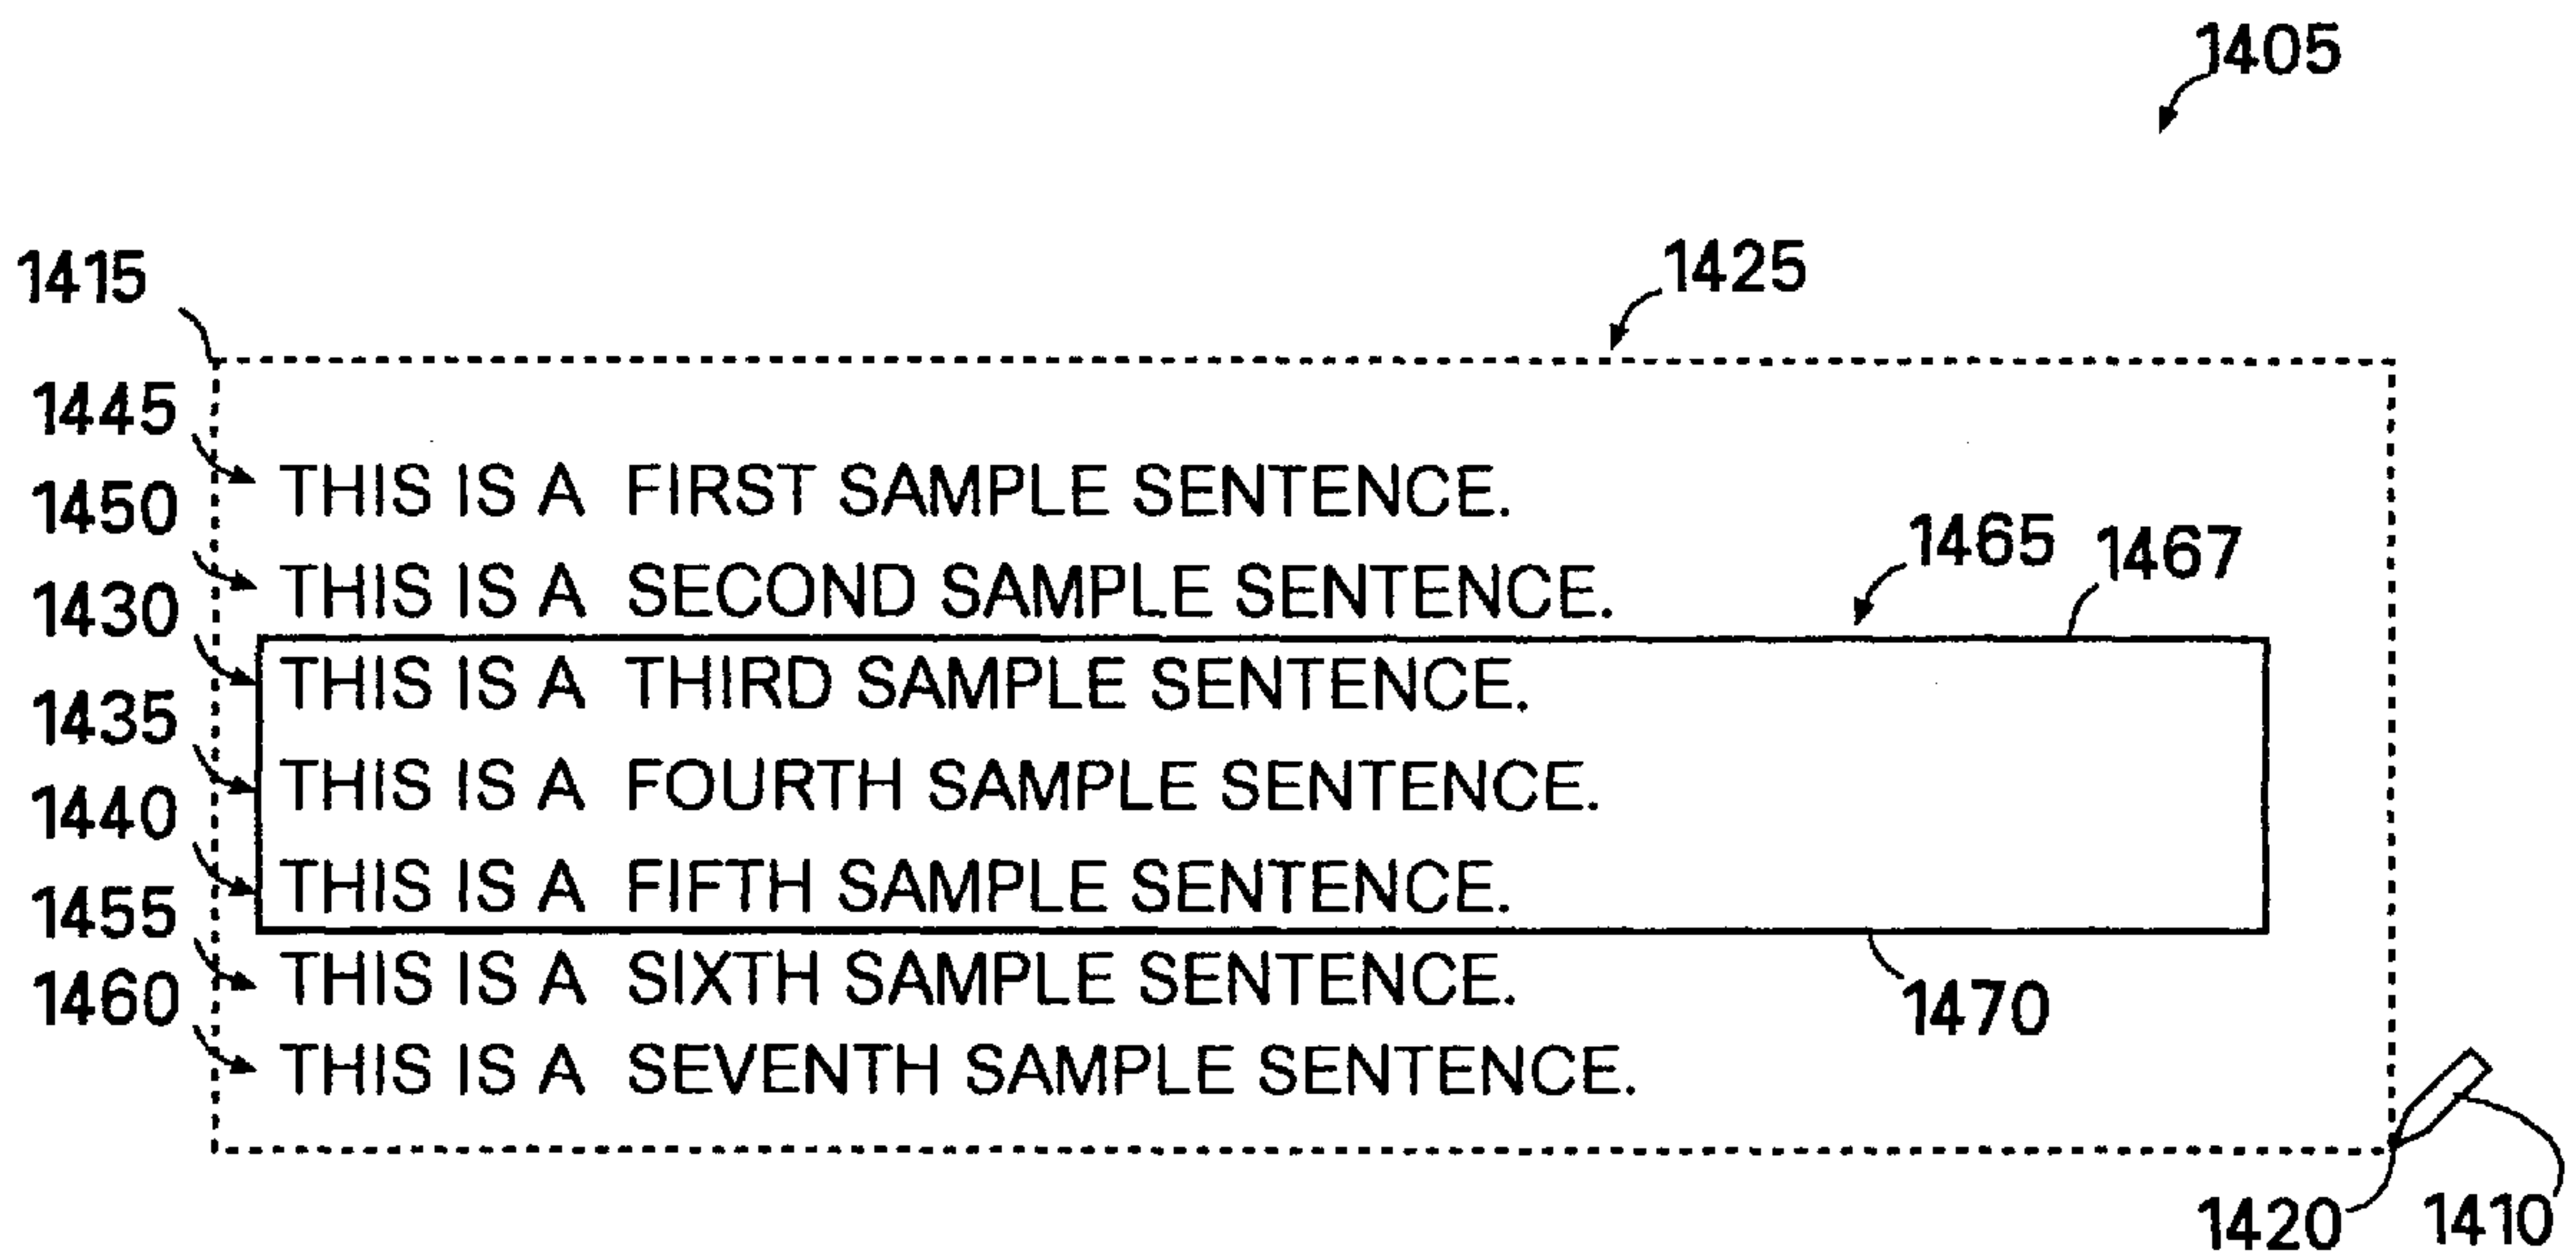 1405
1425
1415
1445
THIS IS A FIRST SAMPLE SENTENCE.
1450
THIS IS A SECOND SAMPLE SENTENCE.
1465
1467
1430
THIS IS A THIRD SAMPLE SENTENCE.
1435
THIS IS A FOURTH SAMPLE SENTENCE.
1440
THIS IS A FIFTH SAMPLE SENTENCE.
1455
THIS IS A SIXTH SAMPLE SENTENCE.
1460
1470
THIS IS A SEVENTH SAMPLE SENTENCE.
1420
1410